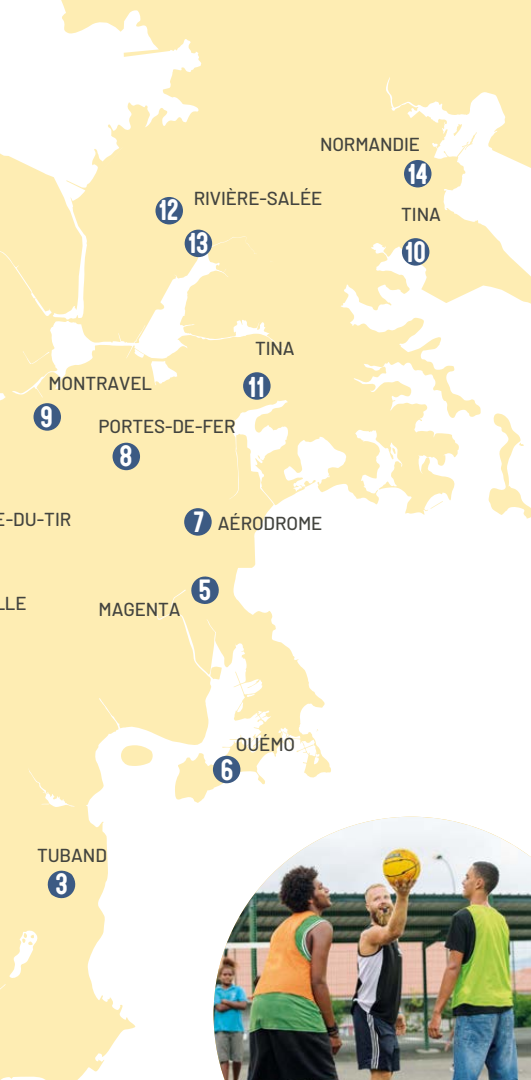 NORMANDIE
14
TINA
10
RIVIÈRE-SALÉE
12
13
TINA
11
MONTRAVEL
9
PORTES-DE-FER
8
E-DU-TIR
7 AÉRODROME
5
LLE
MAGENTA
OUÉMO
6
TUBAND
3